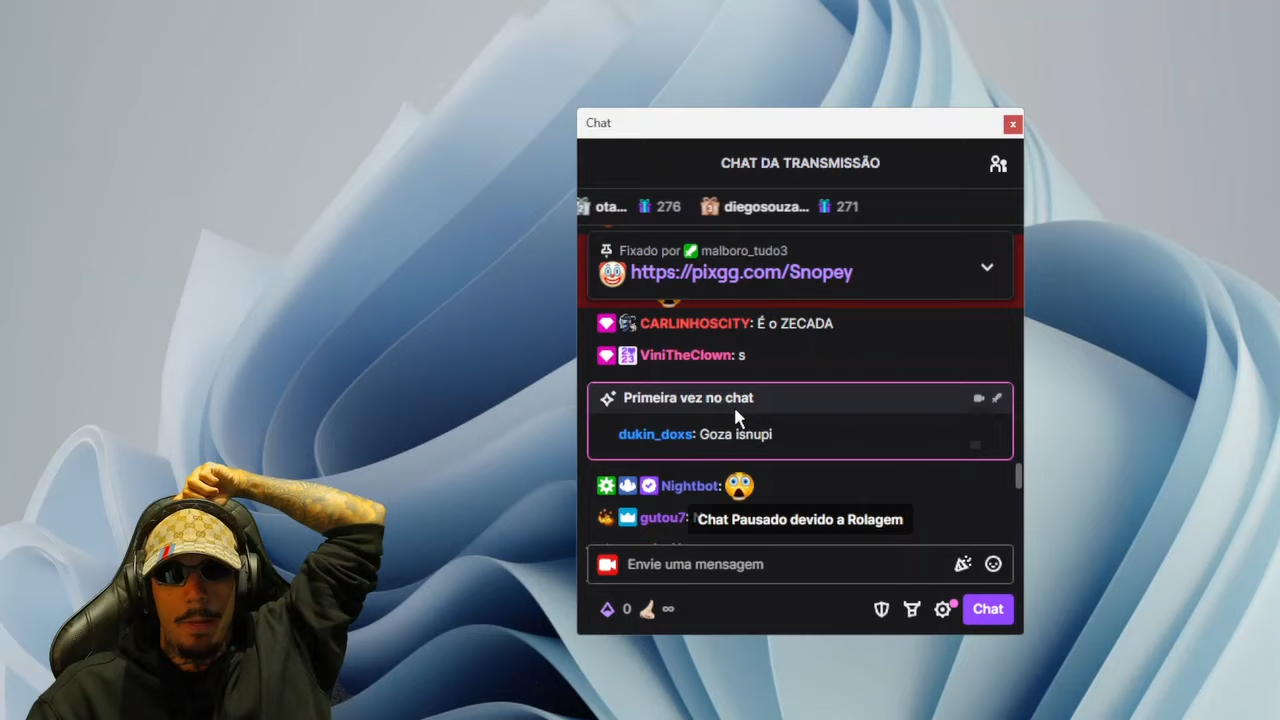 Chat
x
CHAT DA TRANSMISSÃO
ota... 276 diegosouza... 271
Fixado por malboro_tudo3
https://pixgg.com/Snopey
CARLINHOSCITY: É o ZECADA
ViniTheClown: s
Primeira vez no chat
dukin_doxs: Goza isnupi
Nightbot:
gutou7:
Chat Pausado devido a Rolagem
Envie uma mensagem
0 ∞
Chat